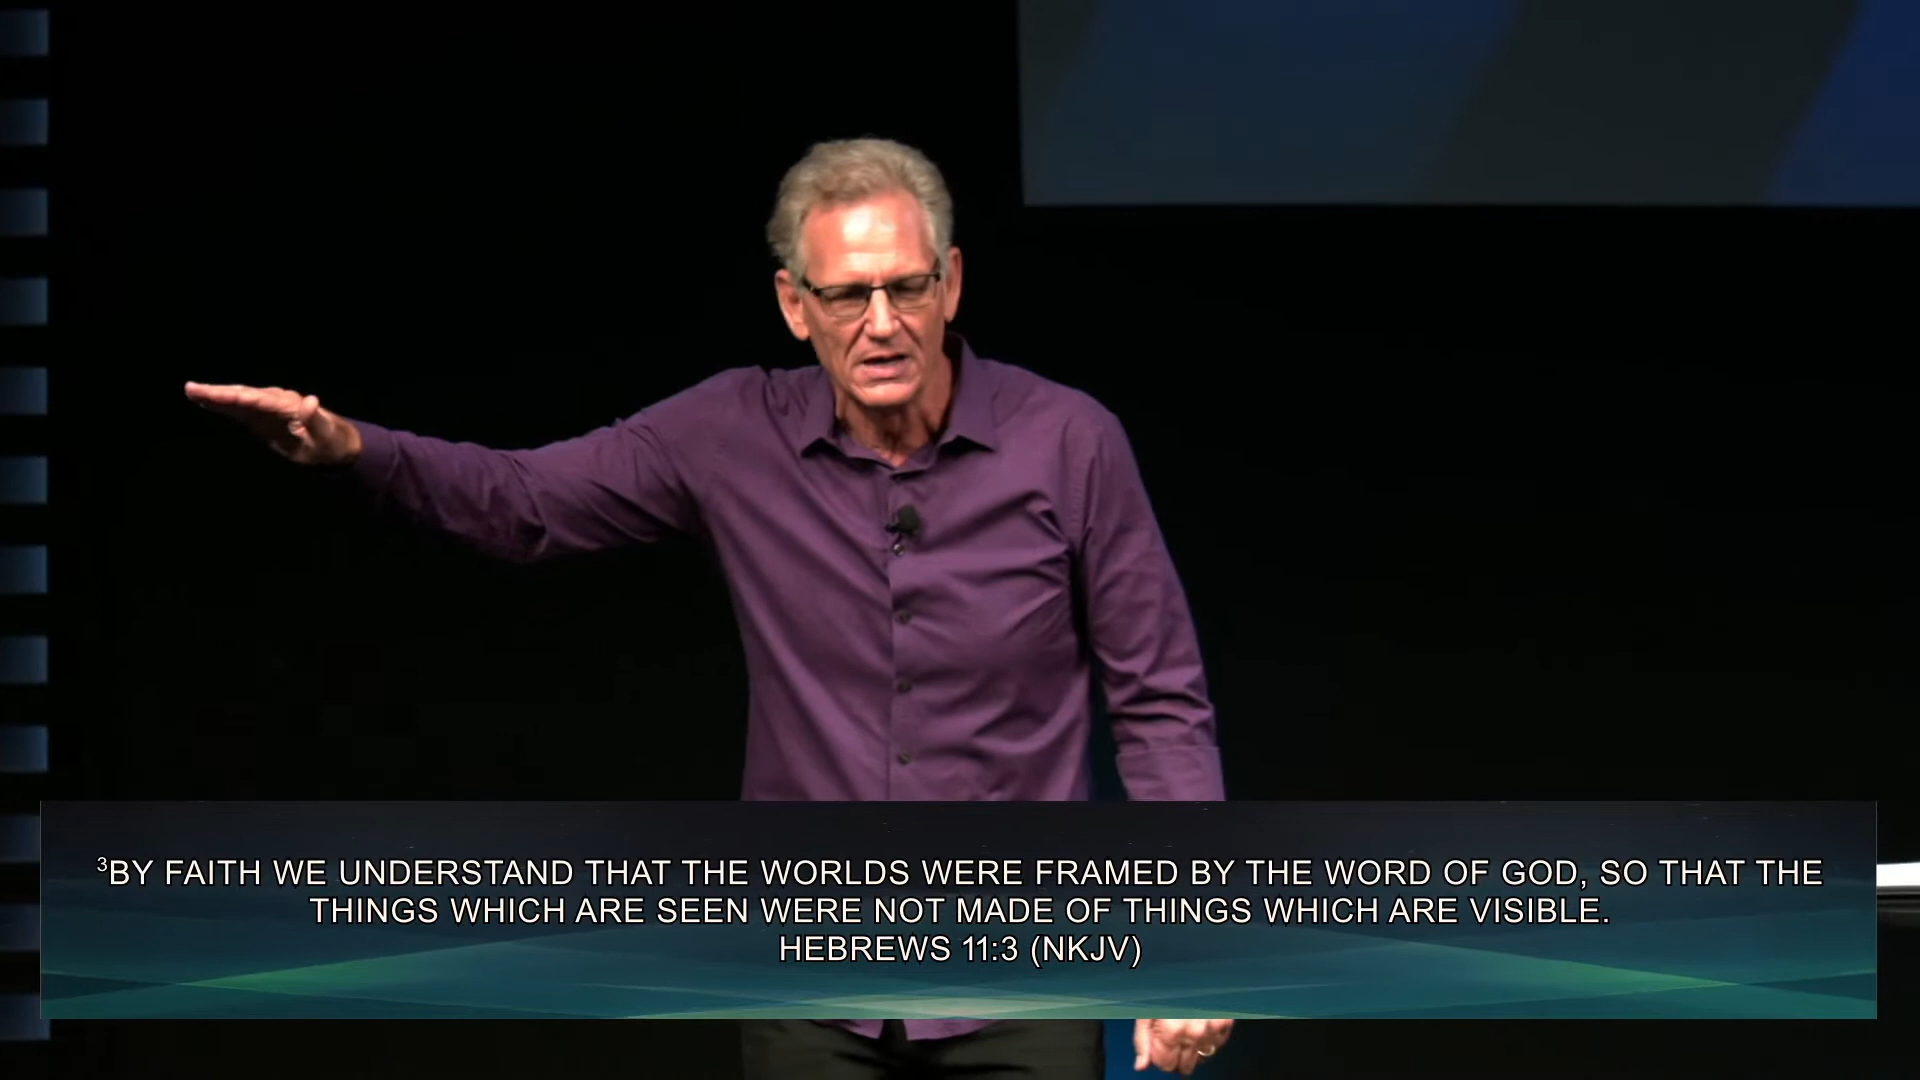 ³BY FAITH WE UNDERSTAND THAT THE WORLDS WERE FRAMED BY THE WORD OF GOD, SO THAT THE
THINGS WHICH ARE SEEN WERE NOT MADE OF THINGS WHICH ARE VISIBLE.
HEBREWS 11:3 (NKJV)